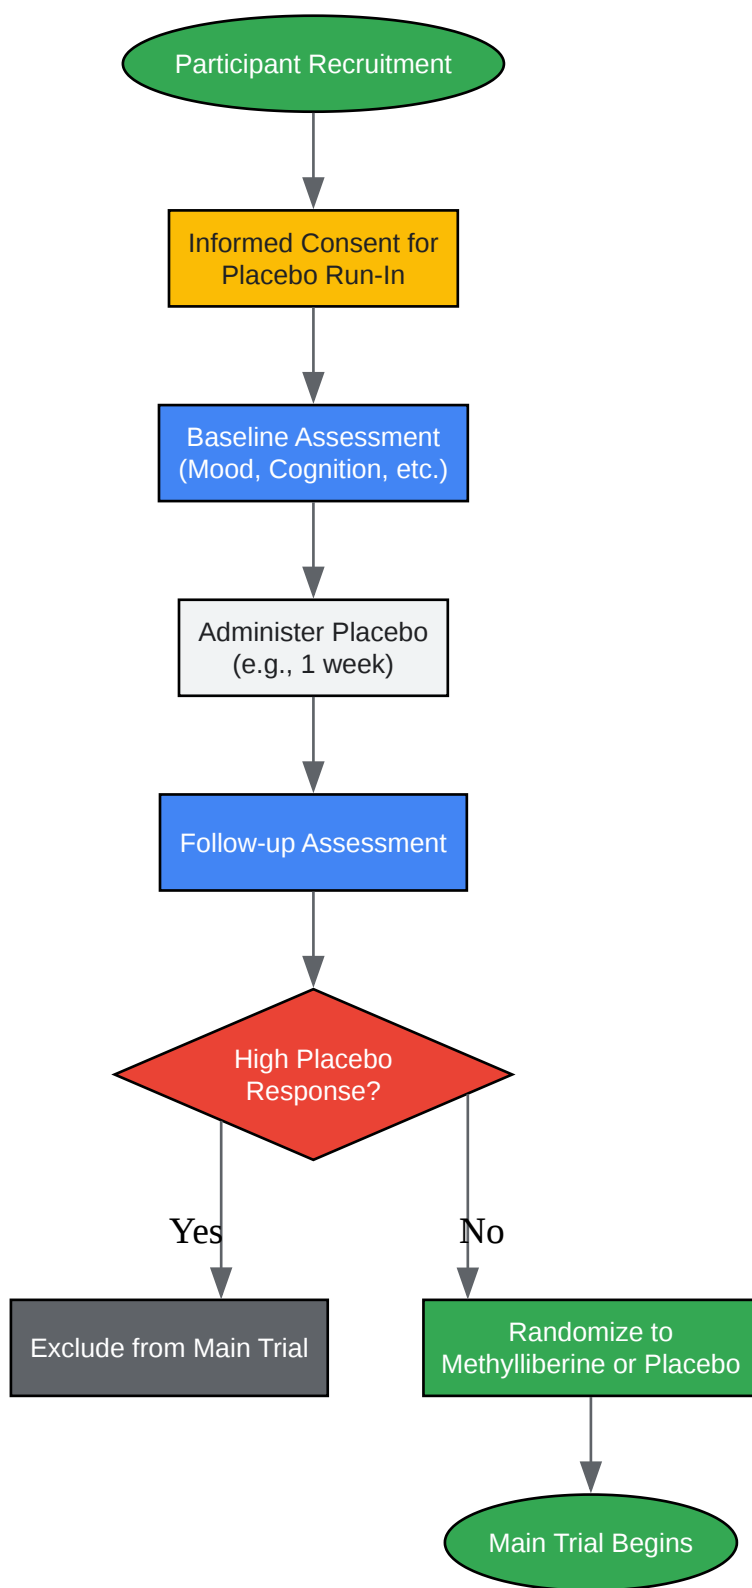 Participant Recruitment
Informed Consent for
Placebo Run-In
Baseline Assessment
(Mood, Cognition, etc.)
Administer Placebo
(e.g., 1 week)
Follow-up Assessment
High Placebo
Response?
Yes
No
Exclude from Main Trial
Randomize to
Methylliberine or Placebo
Main Trial Begins